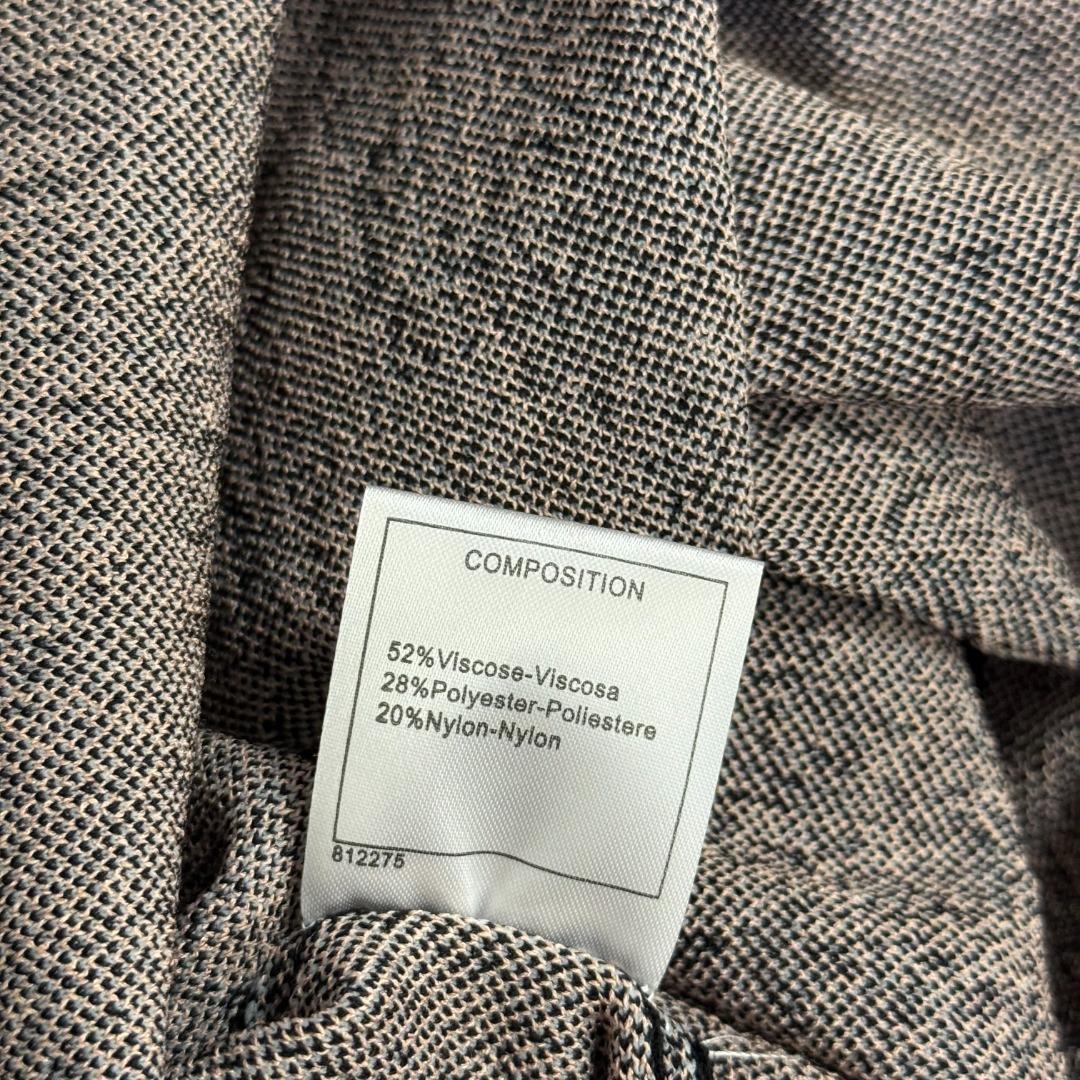 COMPOSITION
52%Viscose-Viscosa
28%Polyester-Poliestere
20%Nylon-Nylon
812275